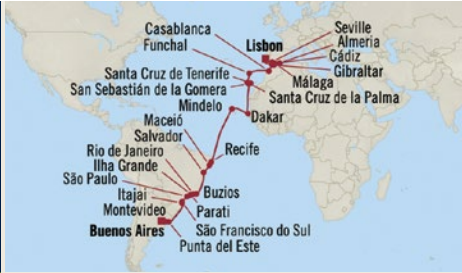 Casablanca
Funchal
Lisbon
Seville
Almeria
Cádiz
Gibraltar
Málaga
Santa Cruz de Tenerife
San Sebastián de la Gomera
Santa Cruz de la Palma
Mindelo
Dakar
Maceió
Salvador
Recife
Rio de Janeiro
Ilha Grande
São Paulo
Buzios
Itajai
Parati
Montevideo
São Francisco do Sul
Buenos Aires
Punta del Este